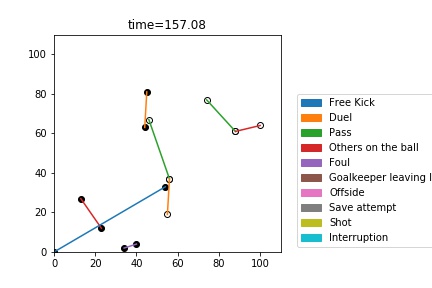 time=157.08
100
80
60
40
20
0
0 20 40 60 80 100
Free Kick
Duel
Pass
Others on the ball
Foul
Goalkeeper leaving l
Offside
Save attempt
Shot
Interruption